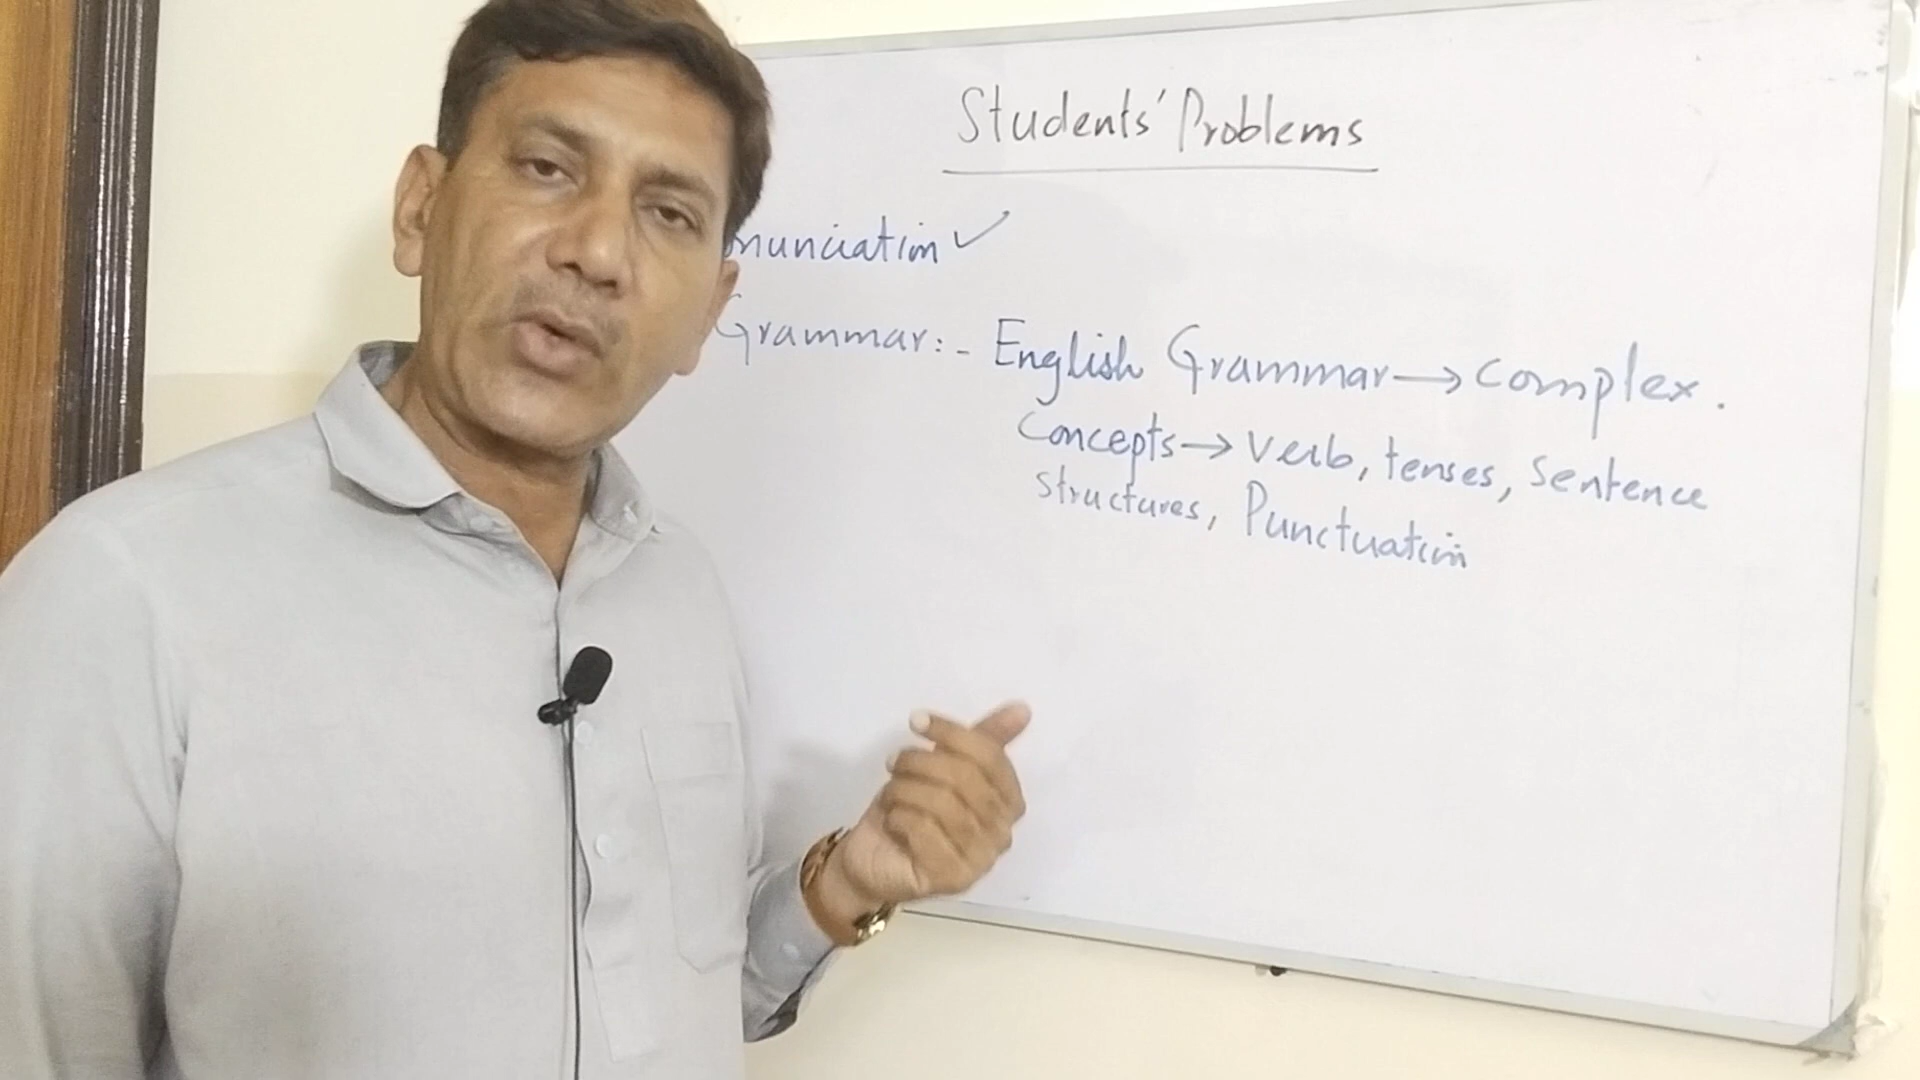 Students' Problems
nunciation ✓
Grammar:- English Grammar → Complex.
Concepts → Verb, tenses, Sentence
Structures, Punctuation